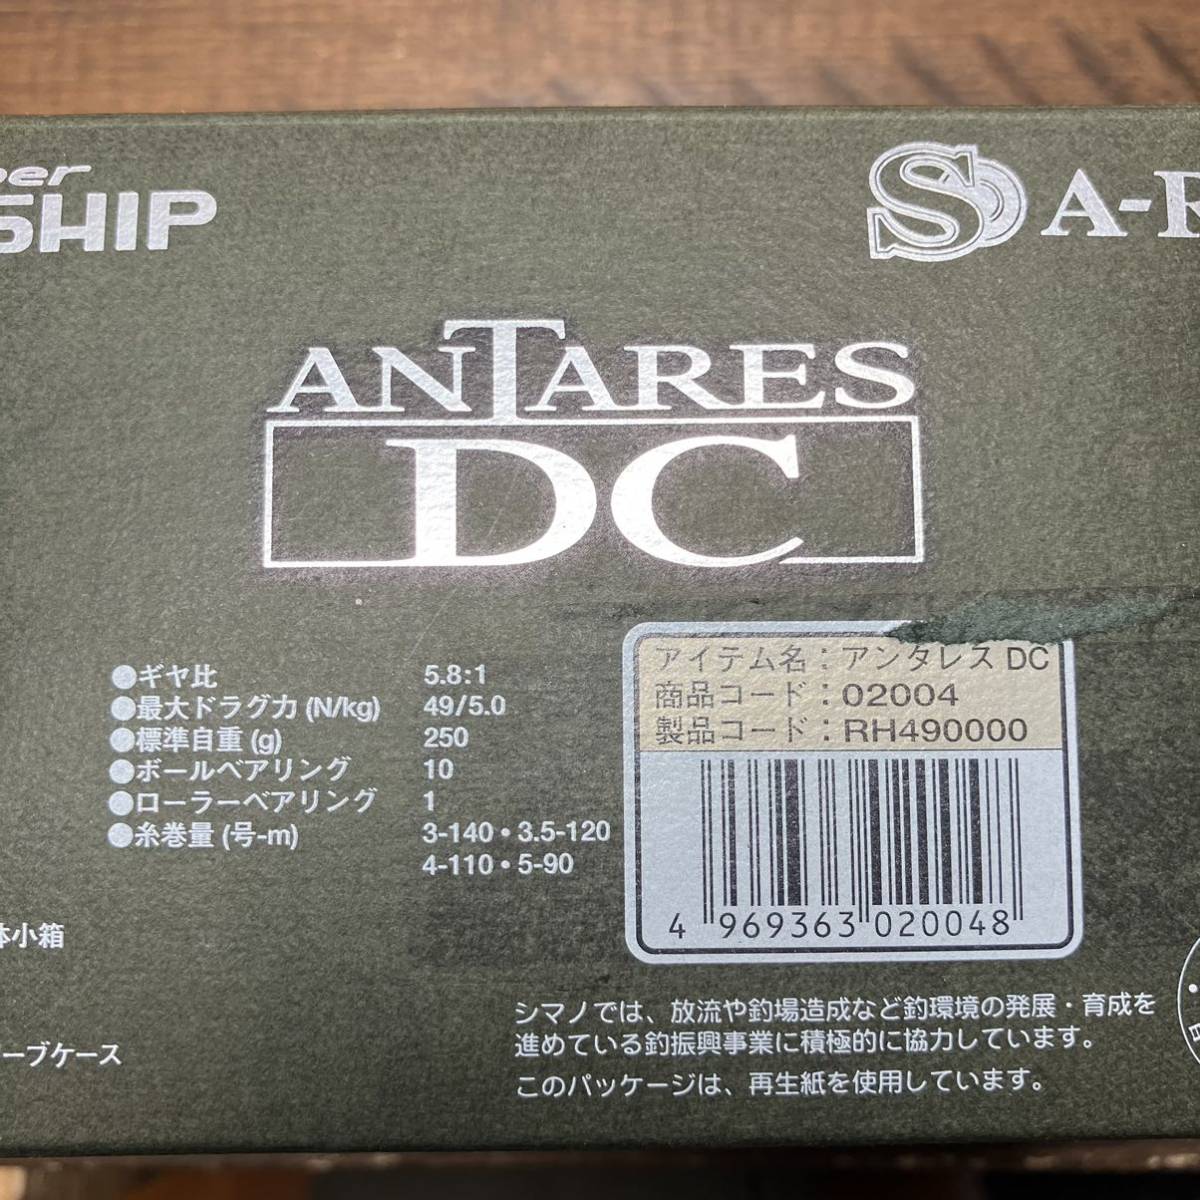 SHIP
S A-R
ANTARES
DC
●ギヤ比 5.8:1
●最大ドラグ力 (N/kg) 49/5.0
●標準自重 (g) 250
●ボールベアリング 10
●ローラーベアリング 1
●糸巻量 (号-m) 3-140・3.5-120
4-110・5-90
アイテム名:アンタレス DC
商品コード:02004
製品コード:RH490000
4 969363 020048
体小箱
ーブケース
シマノでは、放流や釣場造成など釣環境の発展・育成を
進めている釣振興事業に積極的に協力しています。
このパッケージは、再生紙を使用しています。